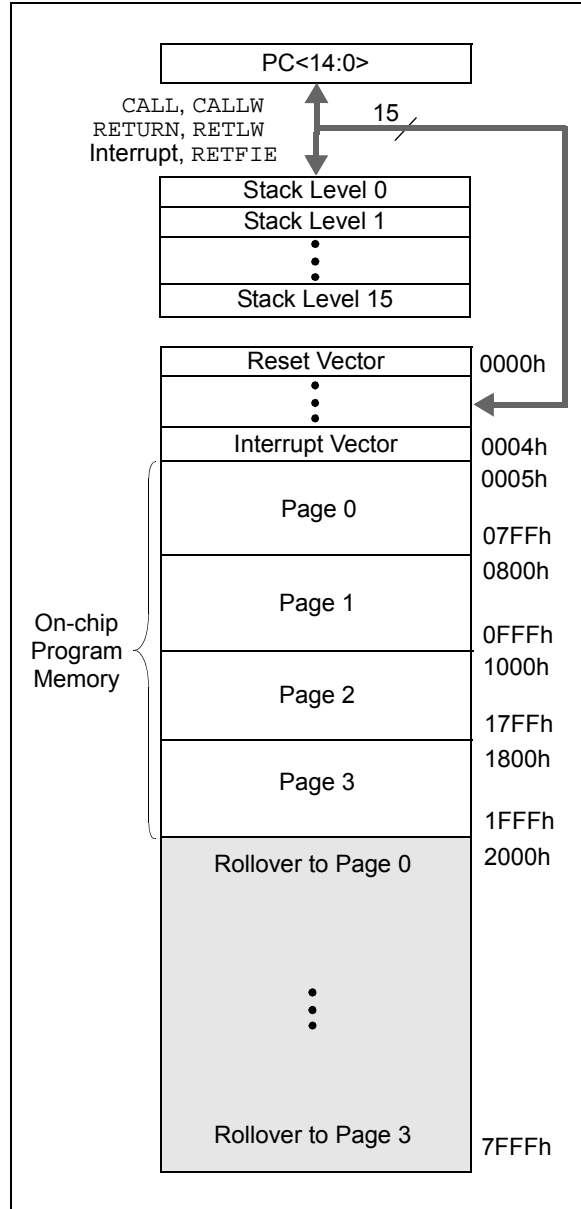 PC<14:0>
CALL, CALLW
RETURN, RETLW
Interrupt, RETFIE
15
Stack Level 0
Stack Level 1
Stack Level 15
Reset Vector
0000h
Interrupt Vector
0004h
0005h
Page 0
07FFh
0800h
Page 1
0FFFh
On-chip
Program
Memory
1000h
Page 2
17FFh
1800h
Page 3
1FFFh
Rollover to Page 0
2000h
Rollover to Page 3
7FFFh